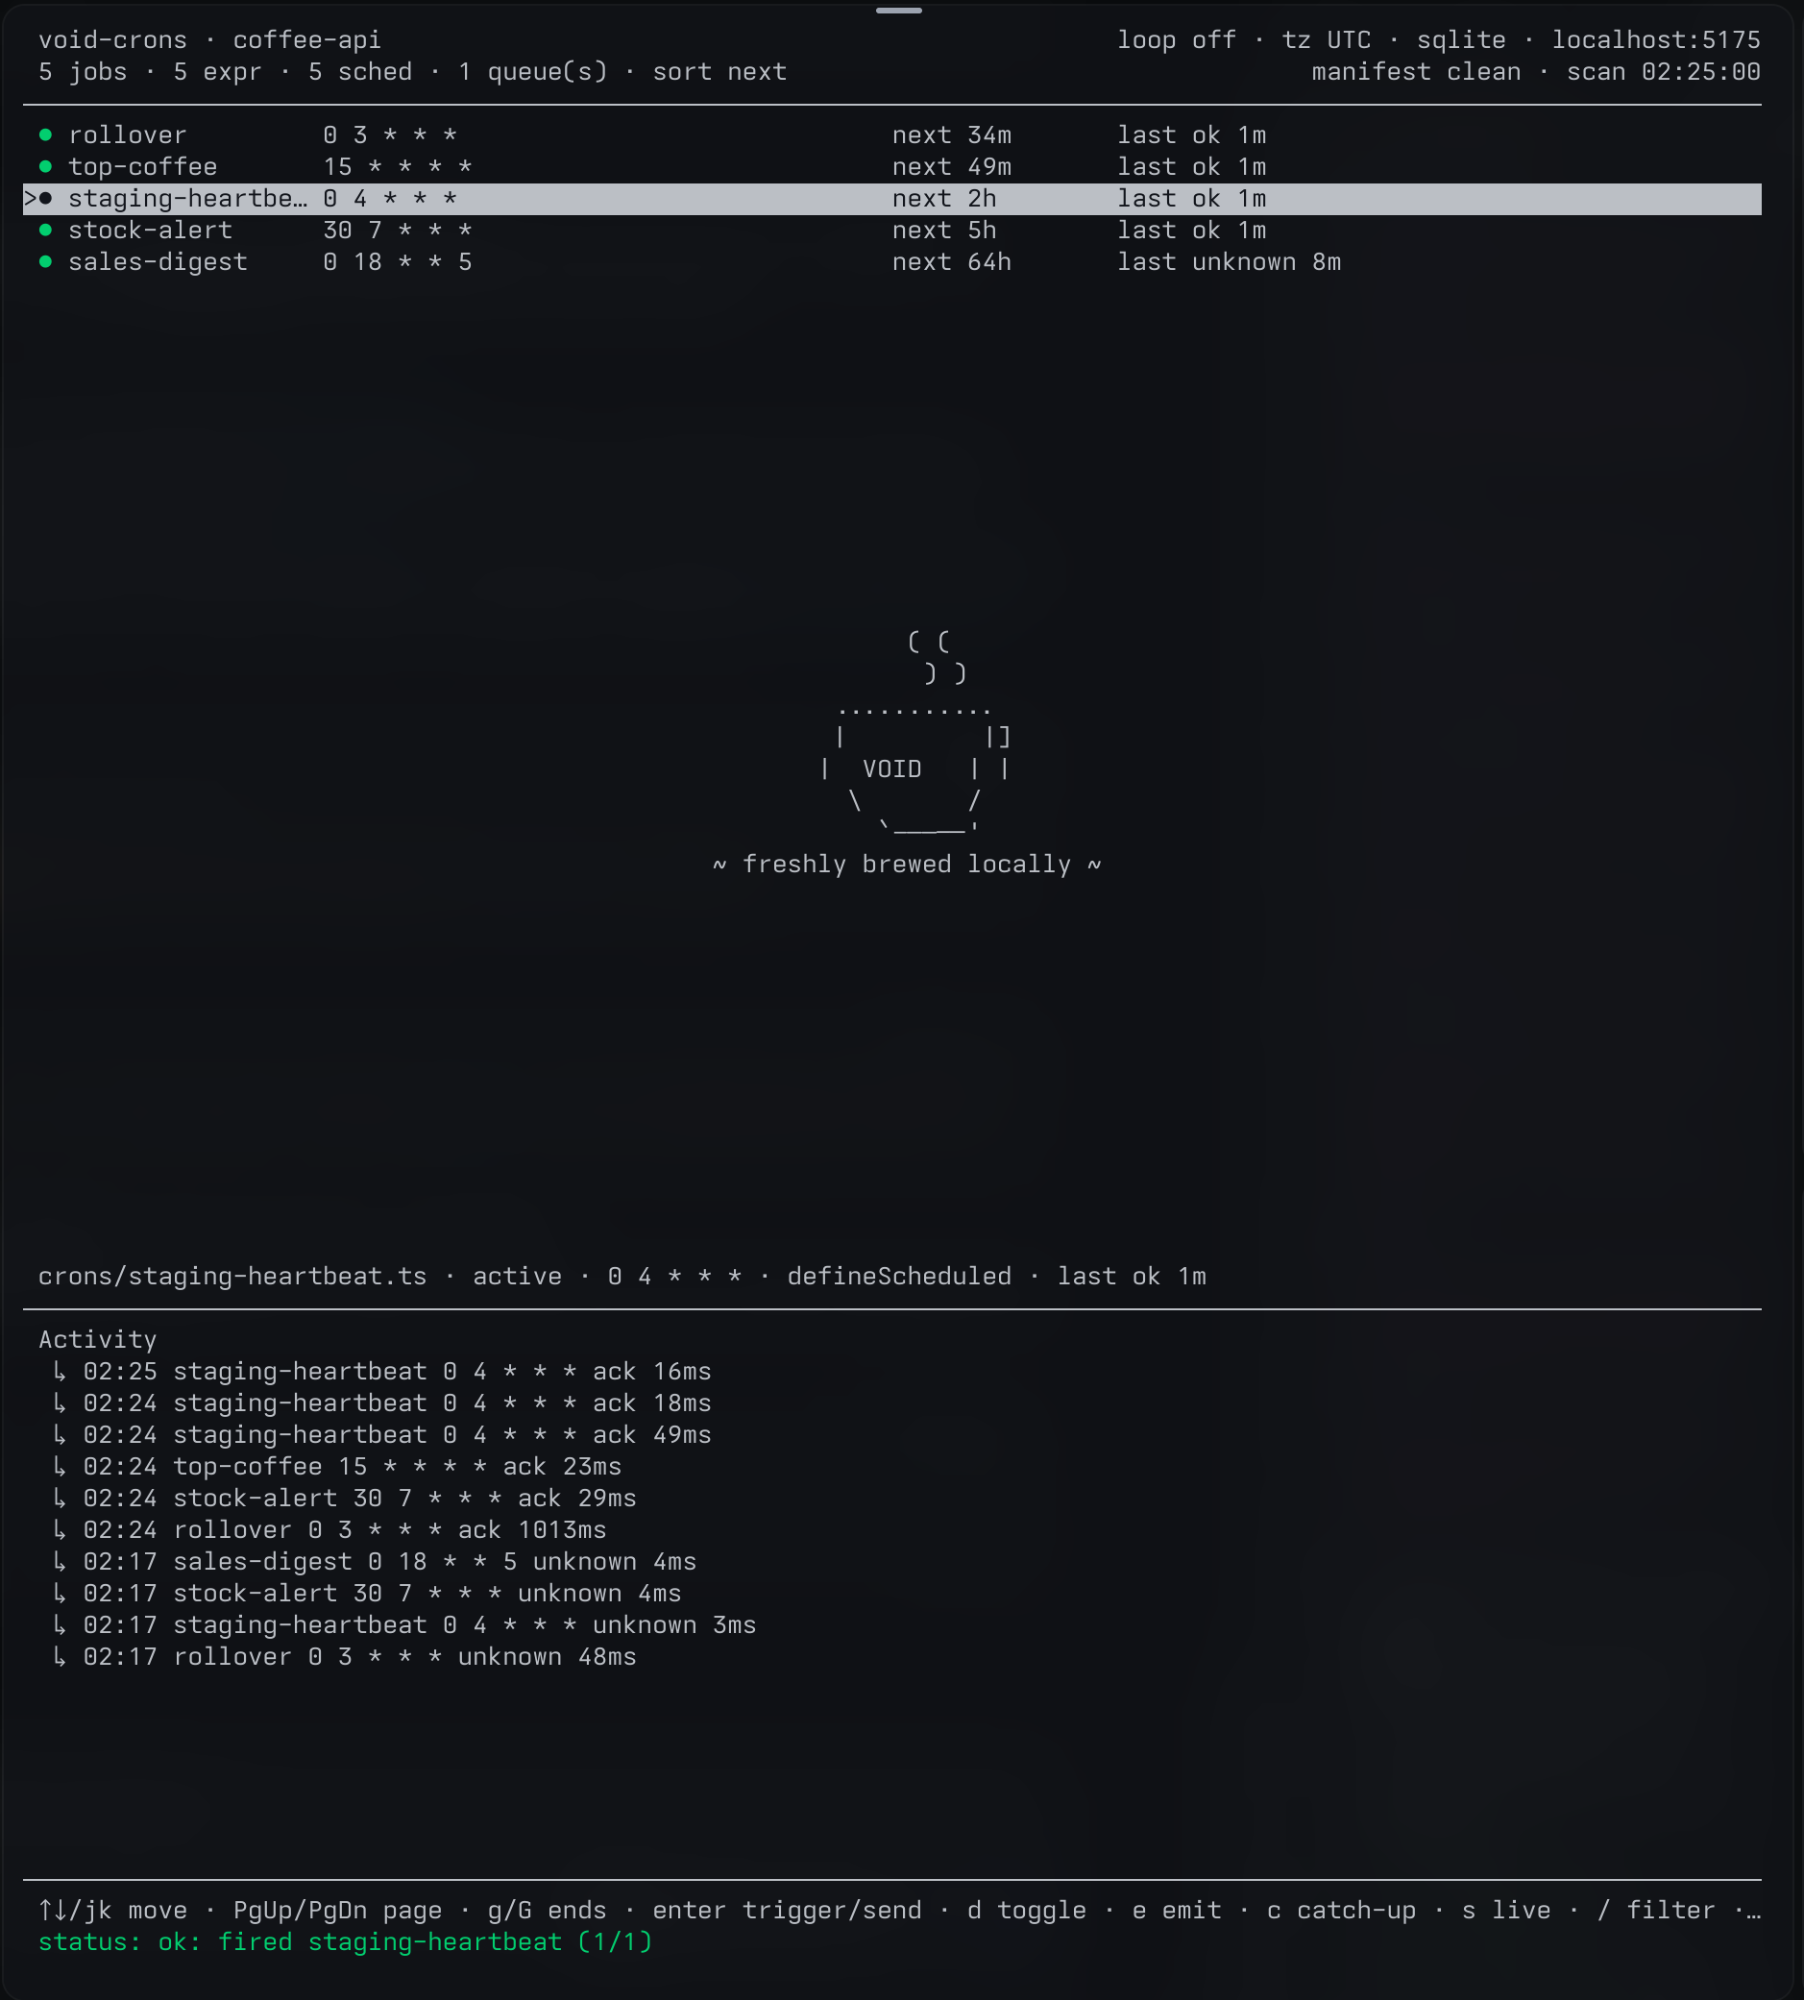 void-crons · coffee-api loop off · tz UTC · sqlite · localhost:5175
5 jobs · 5 expr · 5 sched · 1 queue(s) · sort next manifest clean · scan 02:25:00
● rollover 0 3 * * * next 34m last ok 1m
● top-coffee 15 * * * * next 49m last ok 1m
>● staging-heartbe… 0 4 * * * next 2h last ok 1m
● stock-alert 30 7 * * * next 5h last ok 1m
● sales-digest 0 18 * * 5 next 64h last unknown 8m
VOID
~ freshly brewed locally ~
crons/staging-heartbeat.ts · active · 0 4 * * * · defineScheduled · last ok 1m
Activity
↳ 02:25 staging-heartbeat 0 4 * * * ack 16ms
↳ 02:24 staging-heartbeat 0 4 * * * ack 18ms
↳ 02:24 staging-heartbeat 0 4 * * * ack 49ms
↳ 02:24 top-coffee 15 * * * * ack 23ms
↳ 02:24 stock-alert 30 7 * * * ack 29ms
↳ 02:24 rollover 0 3 * * * ack 1013ms
↳ 02:17 sales-digest 0 18 * * 5 unknown 4ms
↳ 02:17 stock-alert 30 7 * * * unknown 4ms
↳ 02:17 staging-heartbeat 0 4 * * * unknown 3ms
↳ 02:17 rollover 0 3 * * * unknown 48ms
↑↓/jk move · PgUp/PgDn page · g/G ends · enter trigger/send · d toggle · e emit · c catch-up · s live · / filter ·…
status: ok: fired staging-heartbeat (1/1)